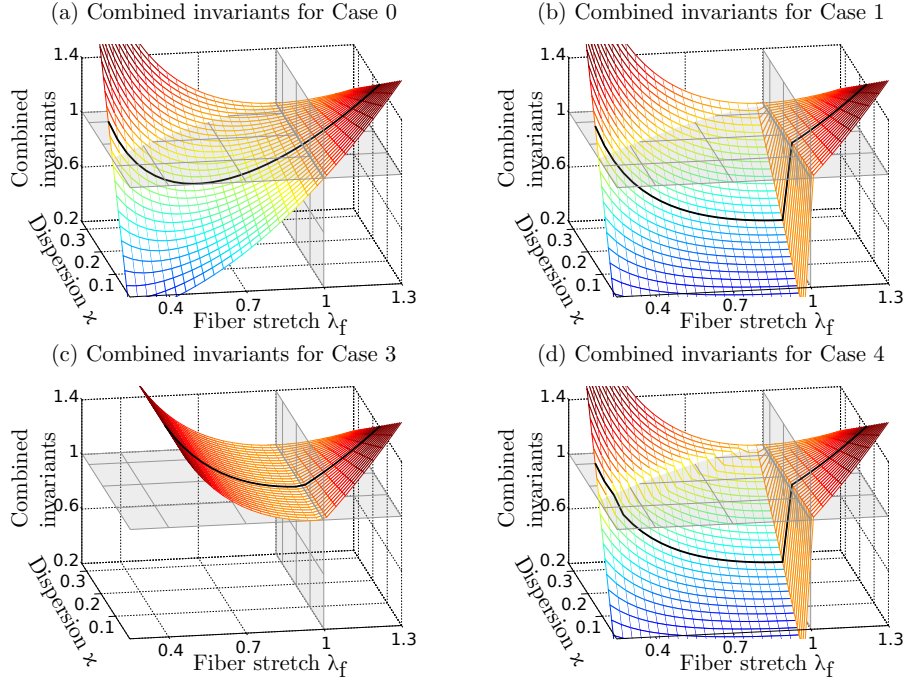 (a) Combined invariants for Case 0
Combined
invariants
1.4
1
0.6
0.2
Dispersion ϰ
0.3
0.2
0.1
0.4
0.7
1
1.3
Fiber stretch λf
(b) Combined invariants for Case 1
Combined
invariants
1.4
1
0.6
0.2
Dispersion ϰ
0.3
0.2
0.1
0.4
0.7
1
1.3
Fiber stretch λf
(c) Combined invariants for Case 3
Combined
invariants
1.4
1
0.6
0.2
Dispersion ϰ
0.3
0.2
0.1
0.4
0.7
1
1.3
Fiber stretch λf
(d) Combined invariants for Case 4
Combined
invariants
1.4
1
0.6
0.2
Dispersion ϰ
0.3
0.2
0.1
0.4
0.7
1
1.3
Fiber stretch λf